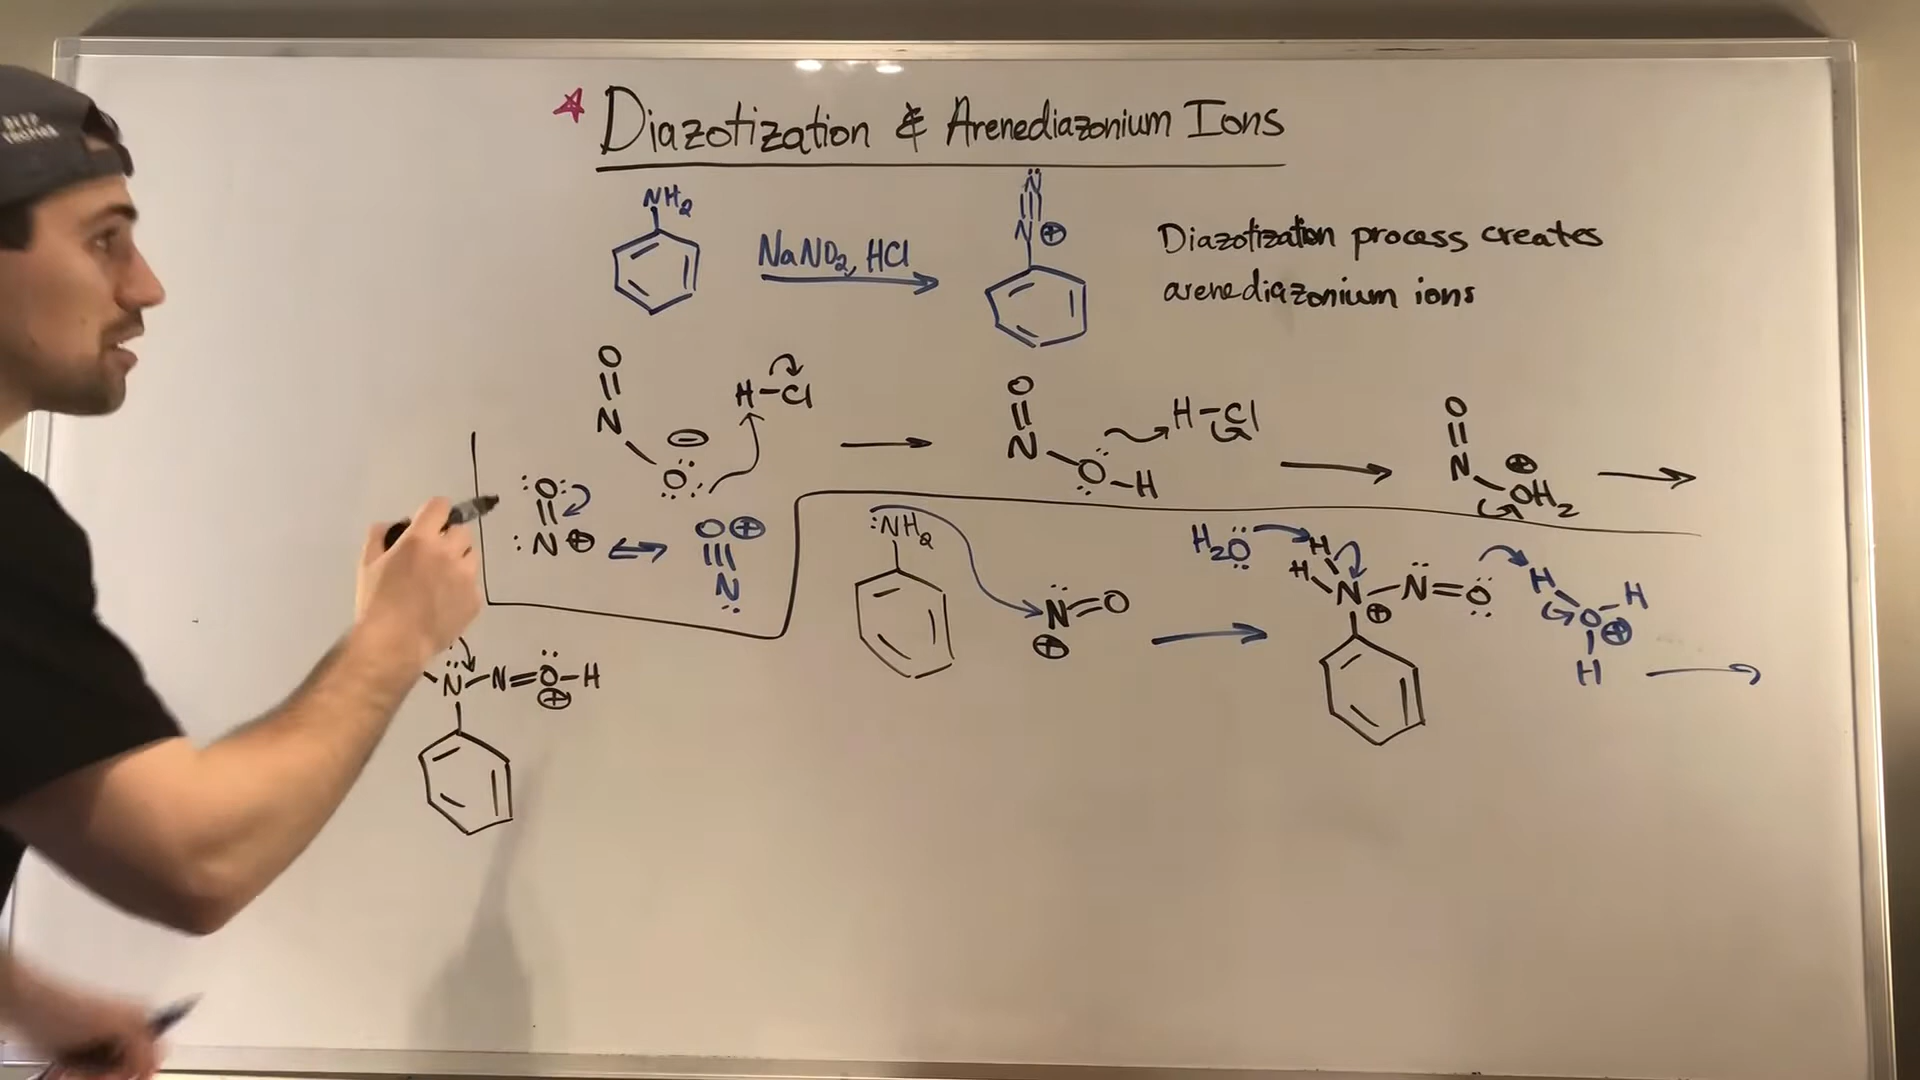 Diazotization & Arenediazonium Ions
NH2
NaNO2, HCl
N
N ⊕
Diazotization process creates
arenediazonium ions
O
N
O ⊖
H-Cl
O
N
O-H
H-Cl
O
N
⊕
OH2
:O:
:N ⊕
O ⊕
N
:NH2
N=O
⊕
H2O
H
H
N-N=O
⊕
H
O-H
⊕
H
N-N=O-H
⊕